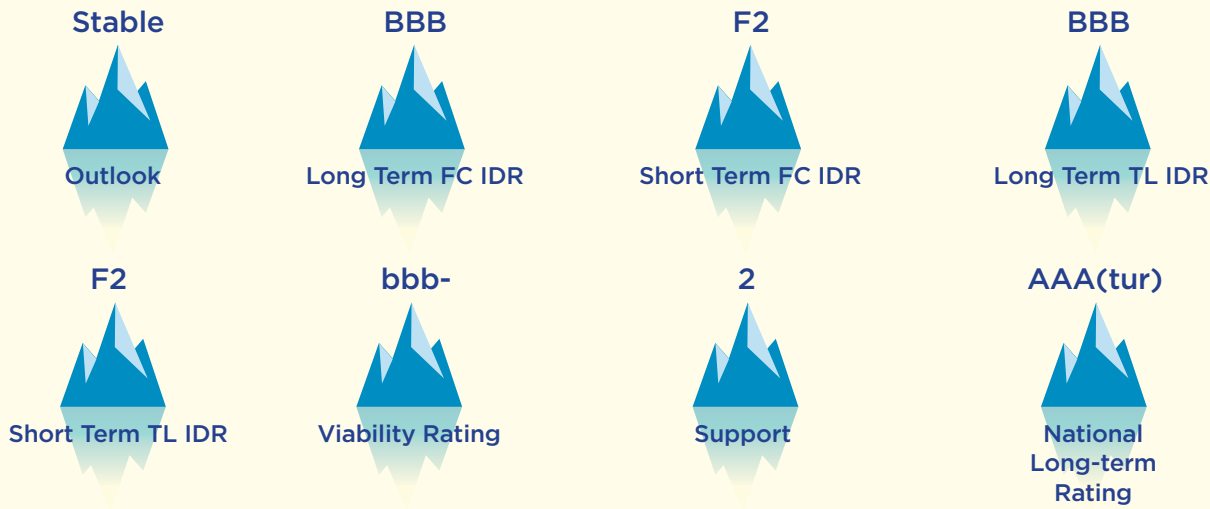 Stable
Outlook
BBB
Long Term FC IDR
F2
Short Term FC IDR
BBB
Long Term TL IDR
F2
Short Term TL IDR
bbb-
Viability Rating
2
Support
AAA(tur)
National
Long-term
Rating